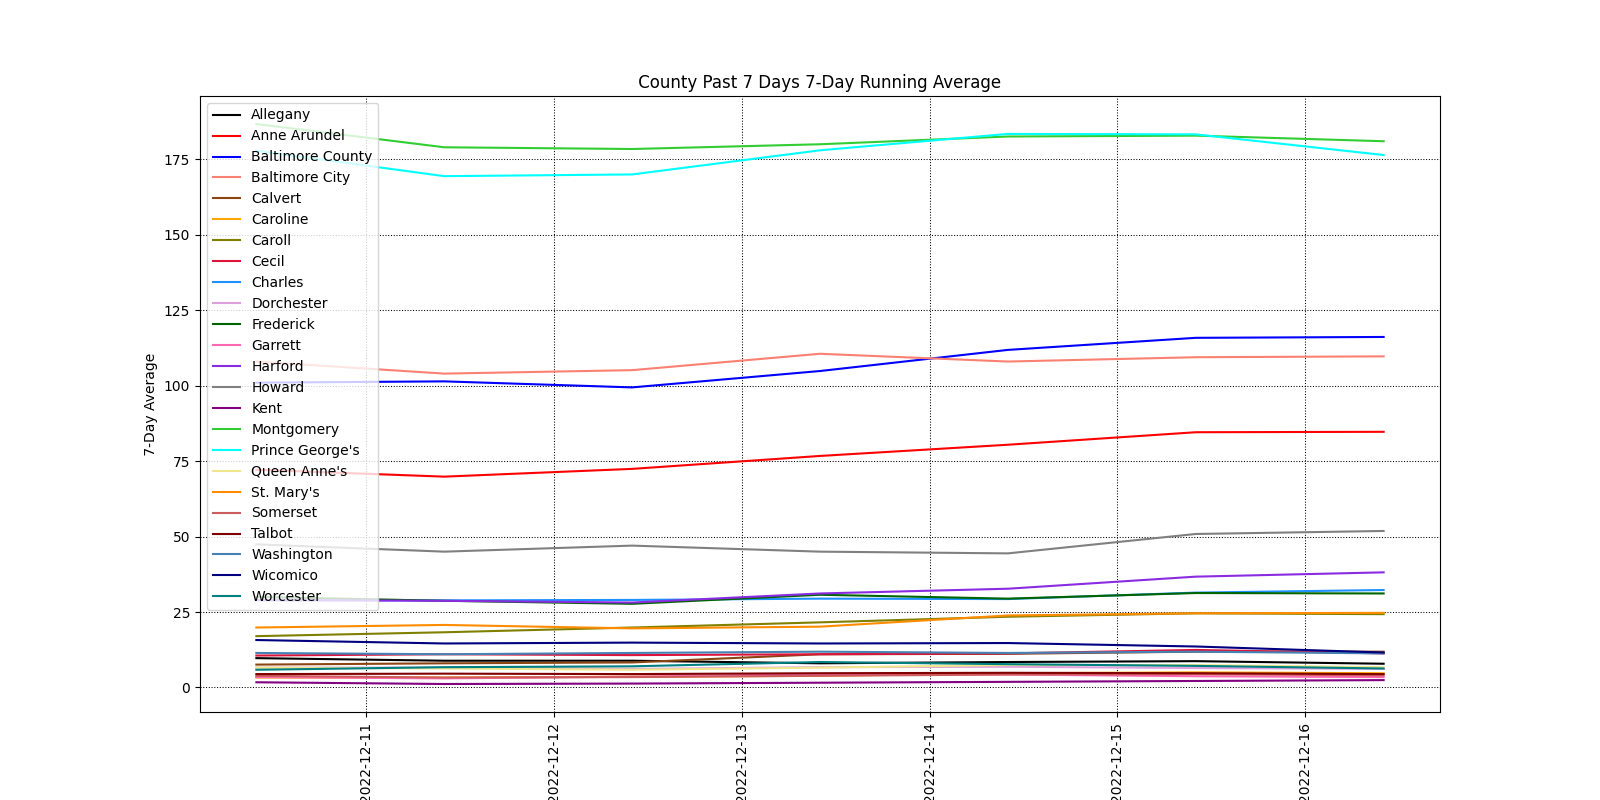 County Past 7 Days 7-Day Running Average
7-Day Average
175
150
125
100
75
50
25
0
Allegany
Anne Arundel
Baltimore County
Baltimore City
Calvert
Caroline
Caroll
Cecil
Charles
Dorchester
Frederick
Garrett
Harford
Howard
Kent
Montgomery
Prince George's
Queen Anne's
St. Mary's
Somerset
Talbot
Washington
Wicomico
Worcester
2022-12-11
2022-12-12
2022-12-13
2022-12-14
2022-12-15
2022-12-16